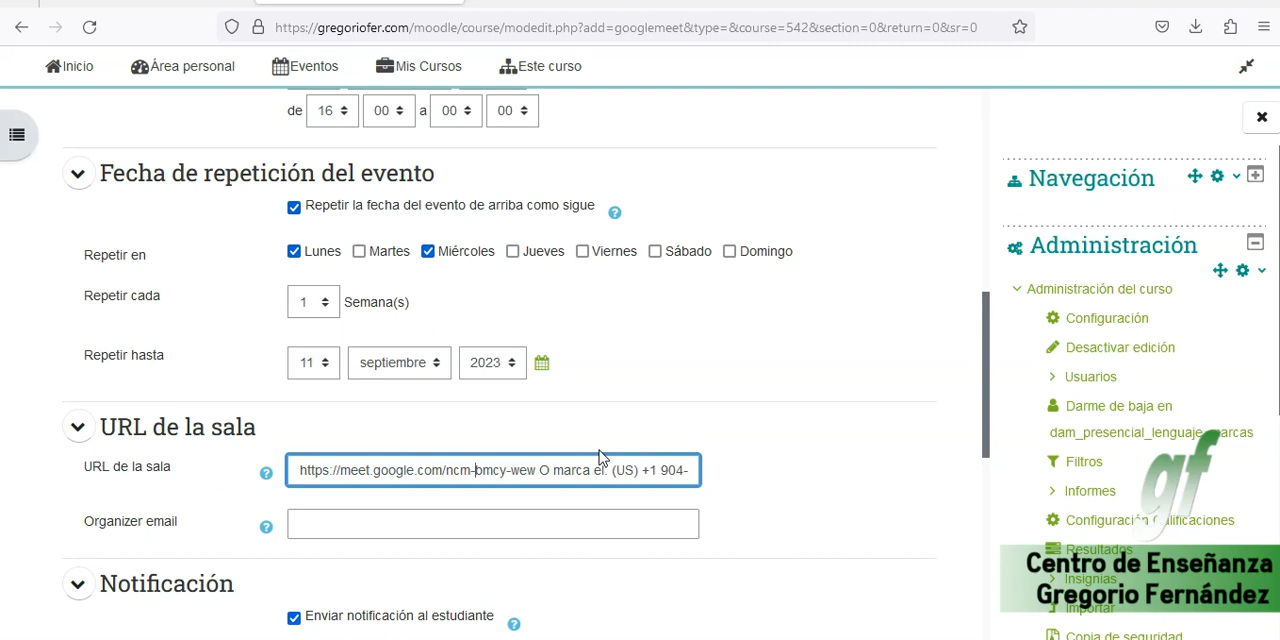 https://gregoriofer.com/moodle/course/modedit.php?add=googlemeet&type=&course=542&section=0&return=0&sr=0
Inicio Área personal Eventos Mis Cursos Este curso
de 16 00 a 00 00
Fecha de repetición del evento
Repetir la fecha del evento de arriba como sigue
Repetir en Lunes Martes Miércoles Jueves Viernes Sábado Domingo
Repetir cada 1 Semana(s)
Repetir hasta 11 septiembre 2023
URL de la sala
URL de la sala https://meet.google.com/ncm-bmcy-wew O marca el: (US) +1 904-
Organizer email
Notificación
Enviar notificación al estudiante
Navegación
Administración
Administración del curso
Configuración
Desactivar edición
Usuarios
Darme de baja en
dam_presencial_lenguaje_marcas
Filtros
Informes
Configuración Calificaciones
Resultados
Insignias
Importar
Copia de seguridad
gf
Centro de Enseñanza
Gregorio Fernández